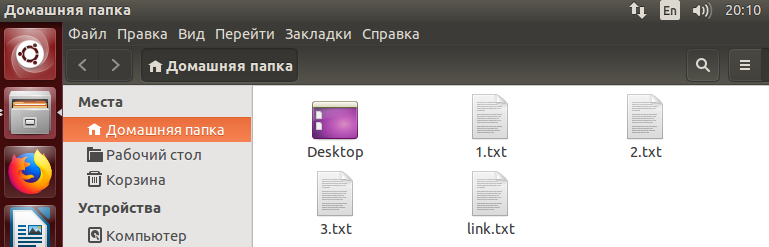 Домашняя папка En 20:10
Файл Правка Вид Перейти Закладки Справка
Домашняя папка
Места
Домашняя папка
Рабочий стол
Корзина
Устройства
Компьютер
Desktop 1.txt 2.txt
3.txt link.txt